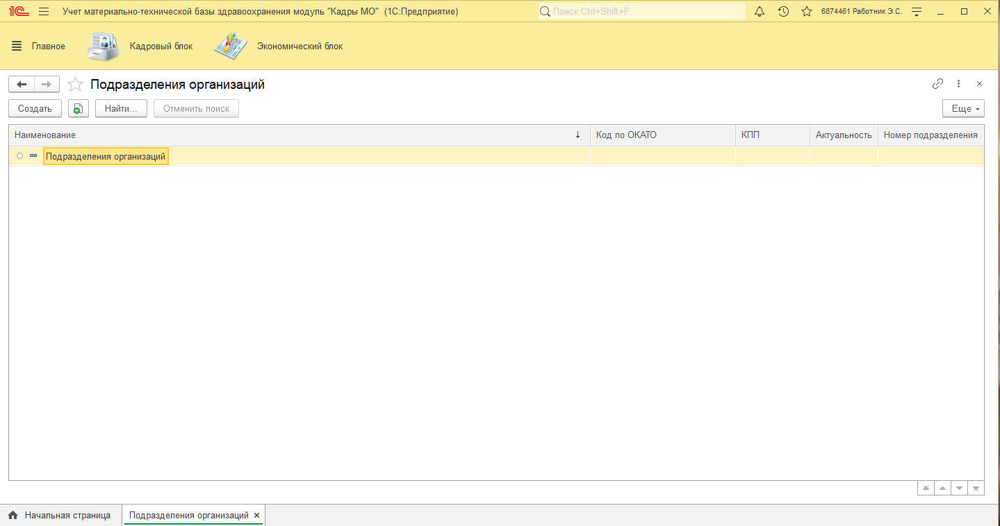 1С Учет материально-технической базы здравоохранения модуль "Кадры МО" (1С:Предприятие) Поиск Ctrl+Shift+F 6874461 Работник Э.С.
Главное Кадровый блок Экономический блок
Подразделения организаций
Создать Найти... Отменить поиск Еще
Наименование Код по ОКАТО КПП Актуальность Номер подразделения
Подразделения организаций
Начальная страница Подразделения организаций